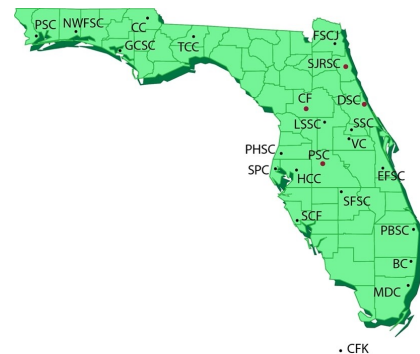 PSC
NWFSC
CC
GCSC
TCC
FSCJ
SJRSC
CF
DSC
LSSC
SSC
VC
PHSC
PSC
SPC
HCC
EFSC
SFSC
SCF
PBSC
BC
MDC
CFK